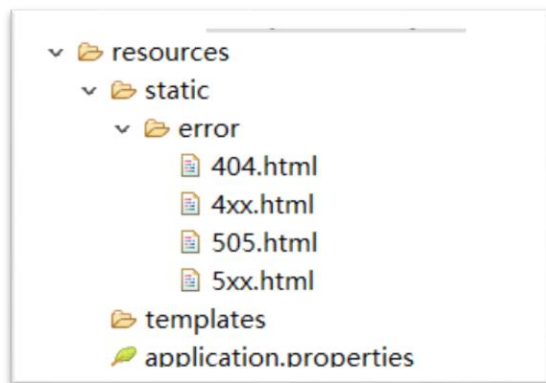 resources
static
error
404.html
4xx.html
505.html
5xx.html
templates
application.properties